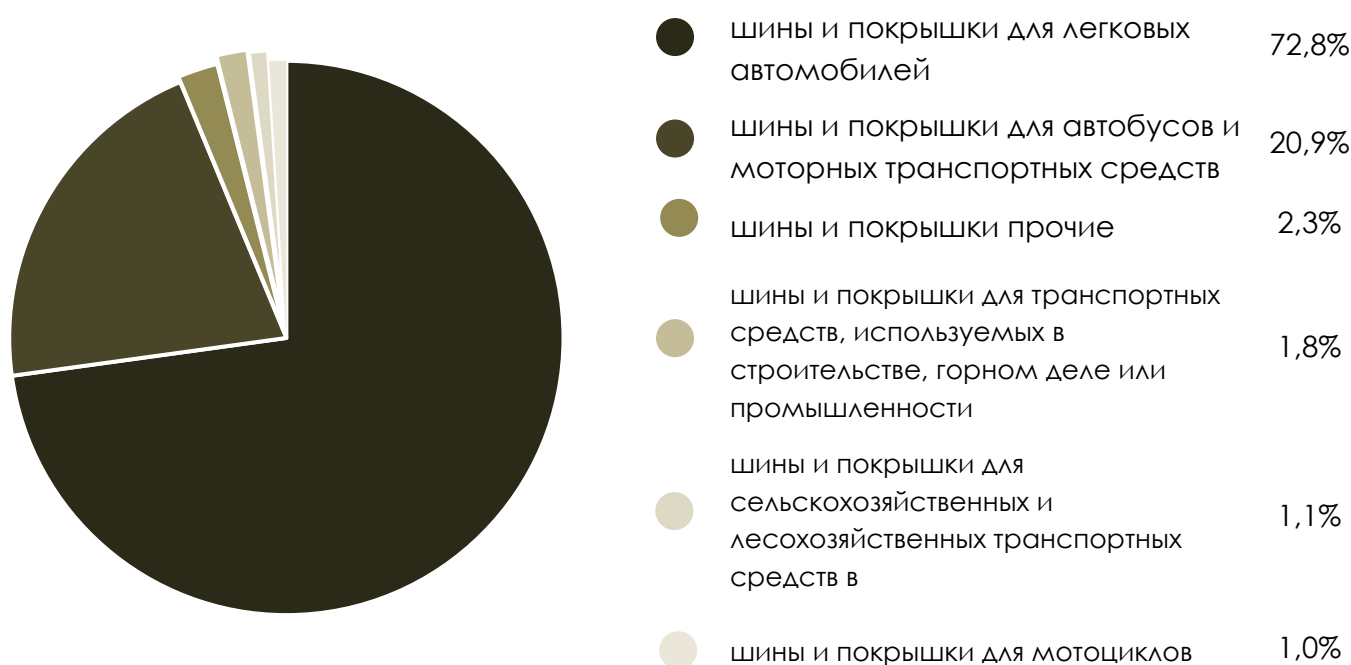 шины и покрышки для легковых
автомобилей
72,8%
шины и покрышки для автобусов и
моторных транспортных средств
20,9%
шины и покрышки прочие
2,3%
шины и покрышки для транспортных
средств, используемых в
строительстве, горном деле или
промышленности
1,8%
шины и покрышки для
сельскохозяйственных и
лесохозяйственных транспортных
средств в
1,1%
шины и покрышки для мотоциклов
1,0%